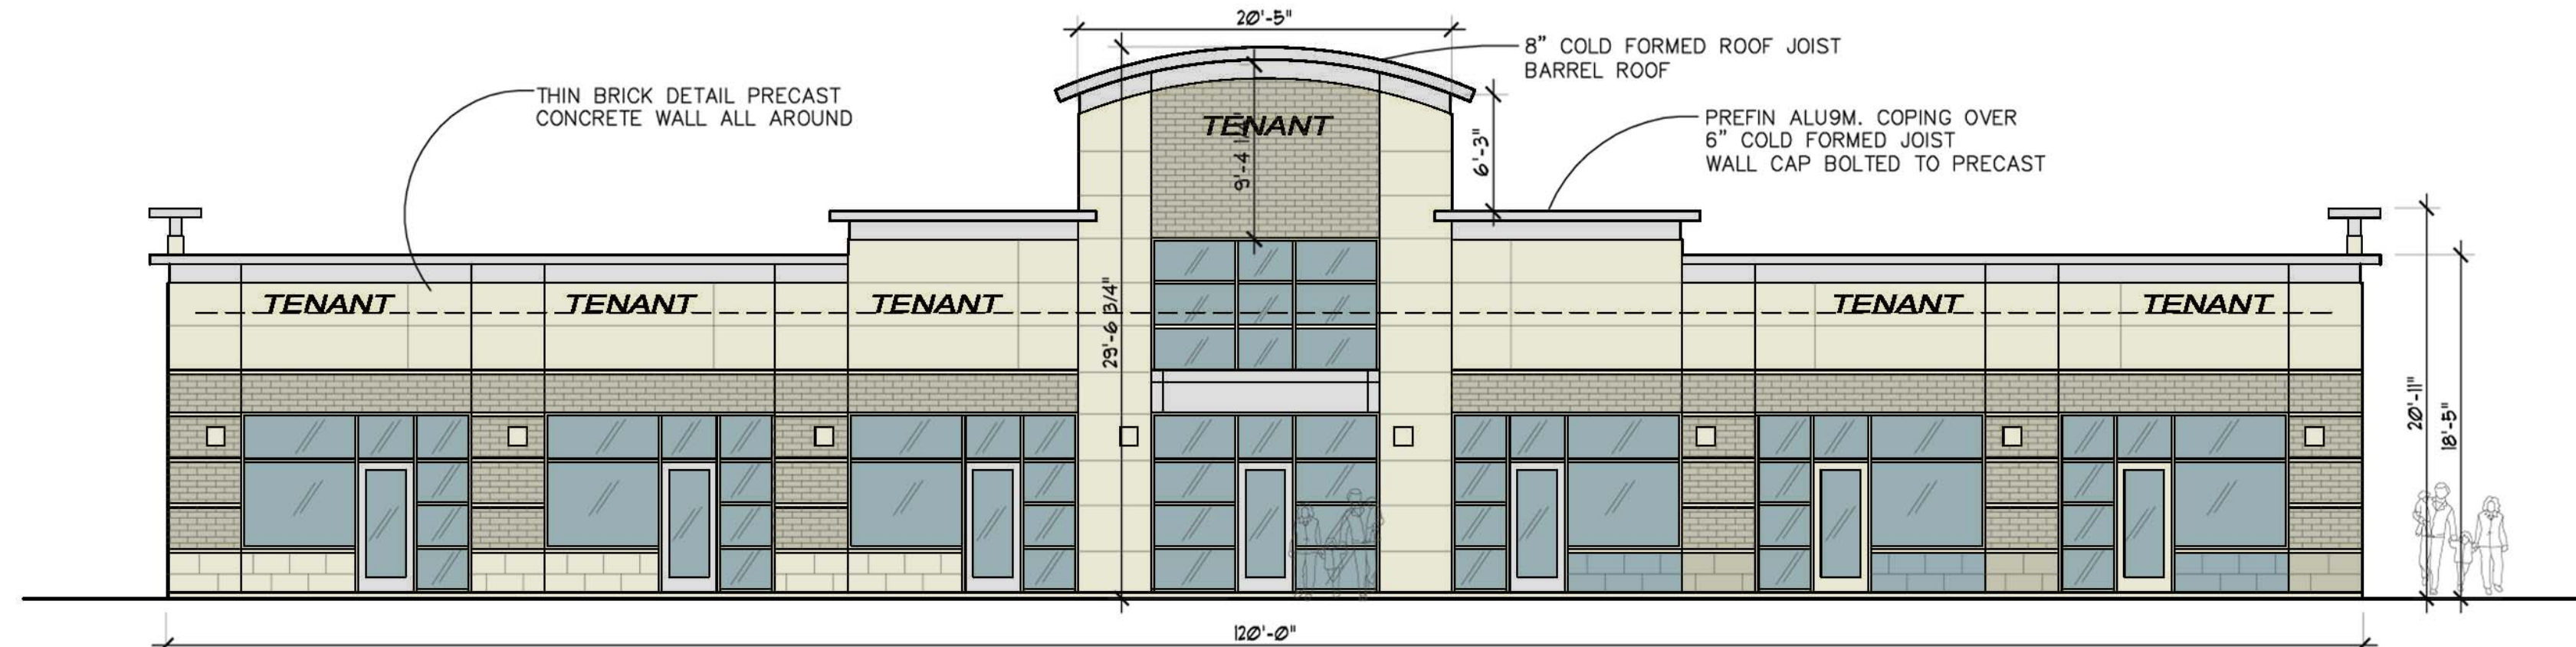 20'-5"
8" COLD FORMED ROOF JOIST
BARREL ROOF
THIN BRICK DETAIL PRECAST
CONCRETE WALL ALL AROUND
PREFIN ALU9M. COPING OVER
6" COLD FORMED JOIST
WALL CAP BOLTED TO PRECAST
TENANT
9'-4
6'-3"
29'-6 3/4"
TENANT TENANT TENANT TENANT TENANT
20'-11"
18'-5"
120'-0"